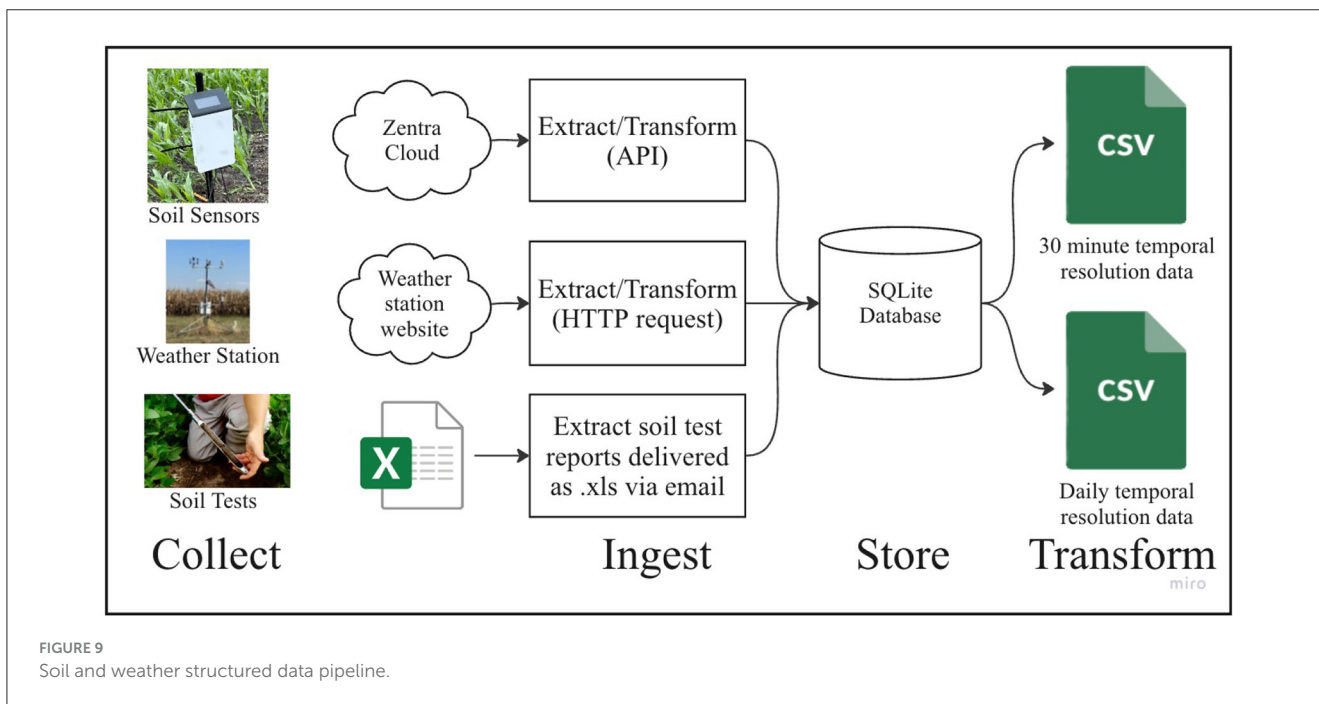 Soil Sensors
Zentra
Cloud
Extract/Transform
(API)
CSV
30 minute temporal
resolution data
Weather Station
Weather
station
website
Extract/Transform
(HTTP request)
SQLite
Database
Soil Tests
X
Extract soil test
reports delivered
as .xls via email
CSV
Daily temporal
resolution data
Collect
Ingest
Store
Transform
miro
FIGURE 9
Soil and weather structured data pipeline.